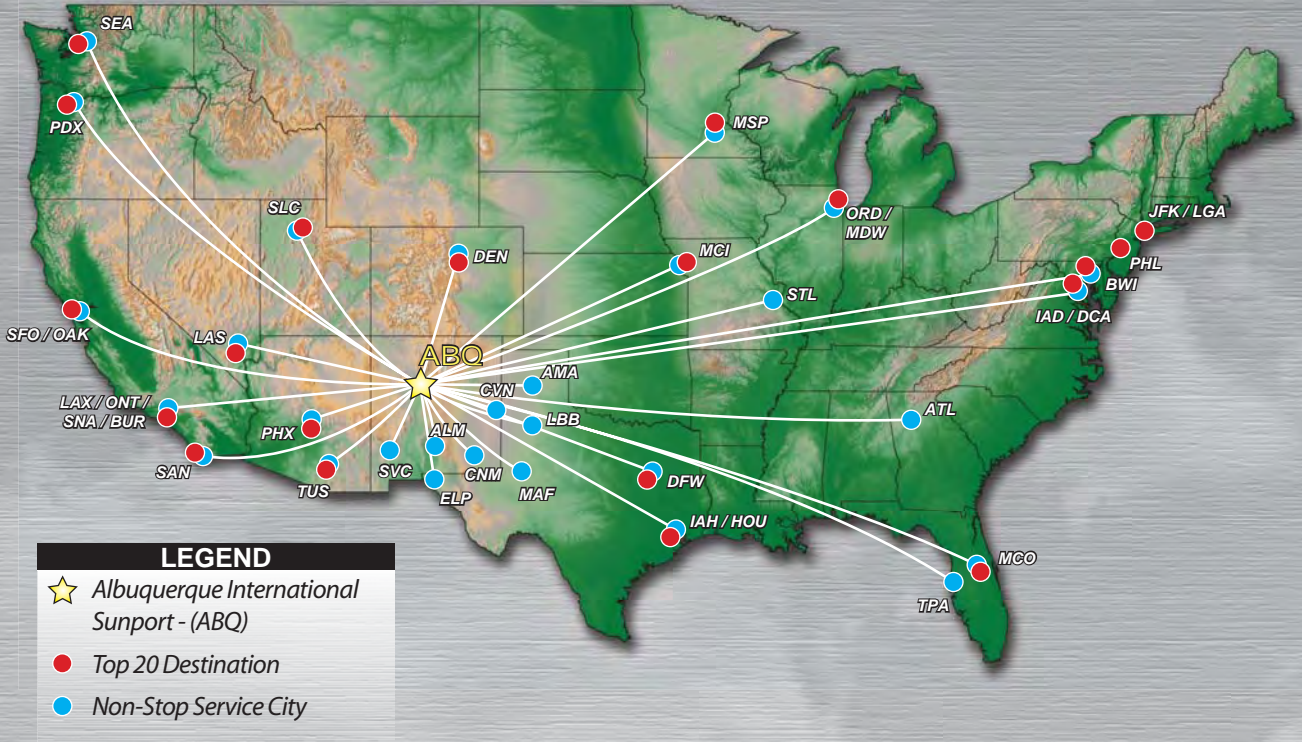 SEA
PDX
MSP
SLC
ORD /
MDW
JFK / LGA
DEN
MCI
PHL
BWI
STL
IAD / DCA
SFO / OAK
LAS
ABQ
AMA
CVN
LAX / ONT /
SNA / BUR
LBB
ATL
PHX
ALM
SAN
SVC
CNM
DFW
TUS
ELP
MAF
IAH / HOU
MCO
TPA
LEGEND
Albuquerque International
Sunport - (ABQ)
Top 20 Destination
Non-Stop Service City